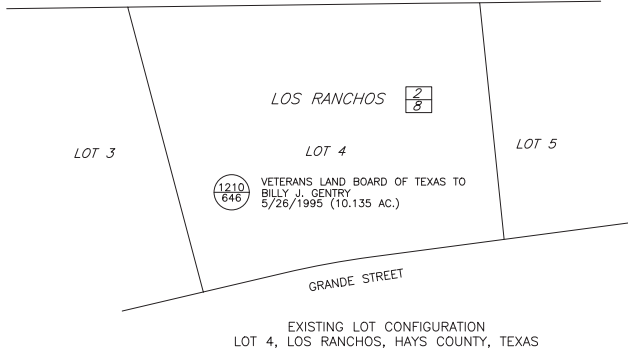 LOS RANCHOS
2
8
LOT 3
LOT 4
LOT 5
1210
646
VETERANS LAND BOARD OF TEXAS TO
BILLY J. GENTRY
5/26/1995 (10.135 AC.)
GRANDE STREET
EXISTING LOT CONFIGURATION
LOT 4, LOS RANCHOS, HAYS COUNTY, TEXAS